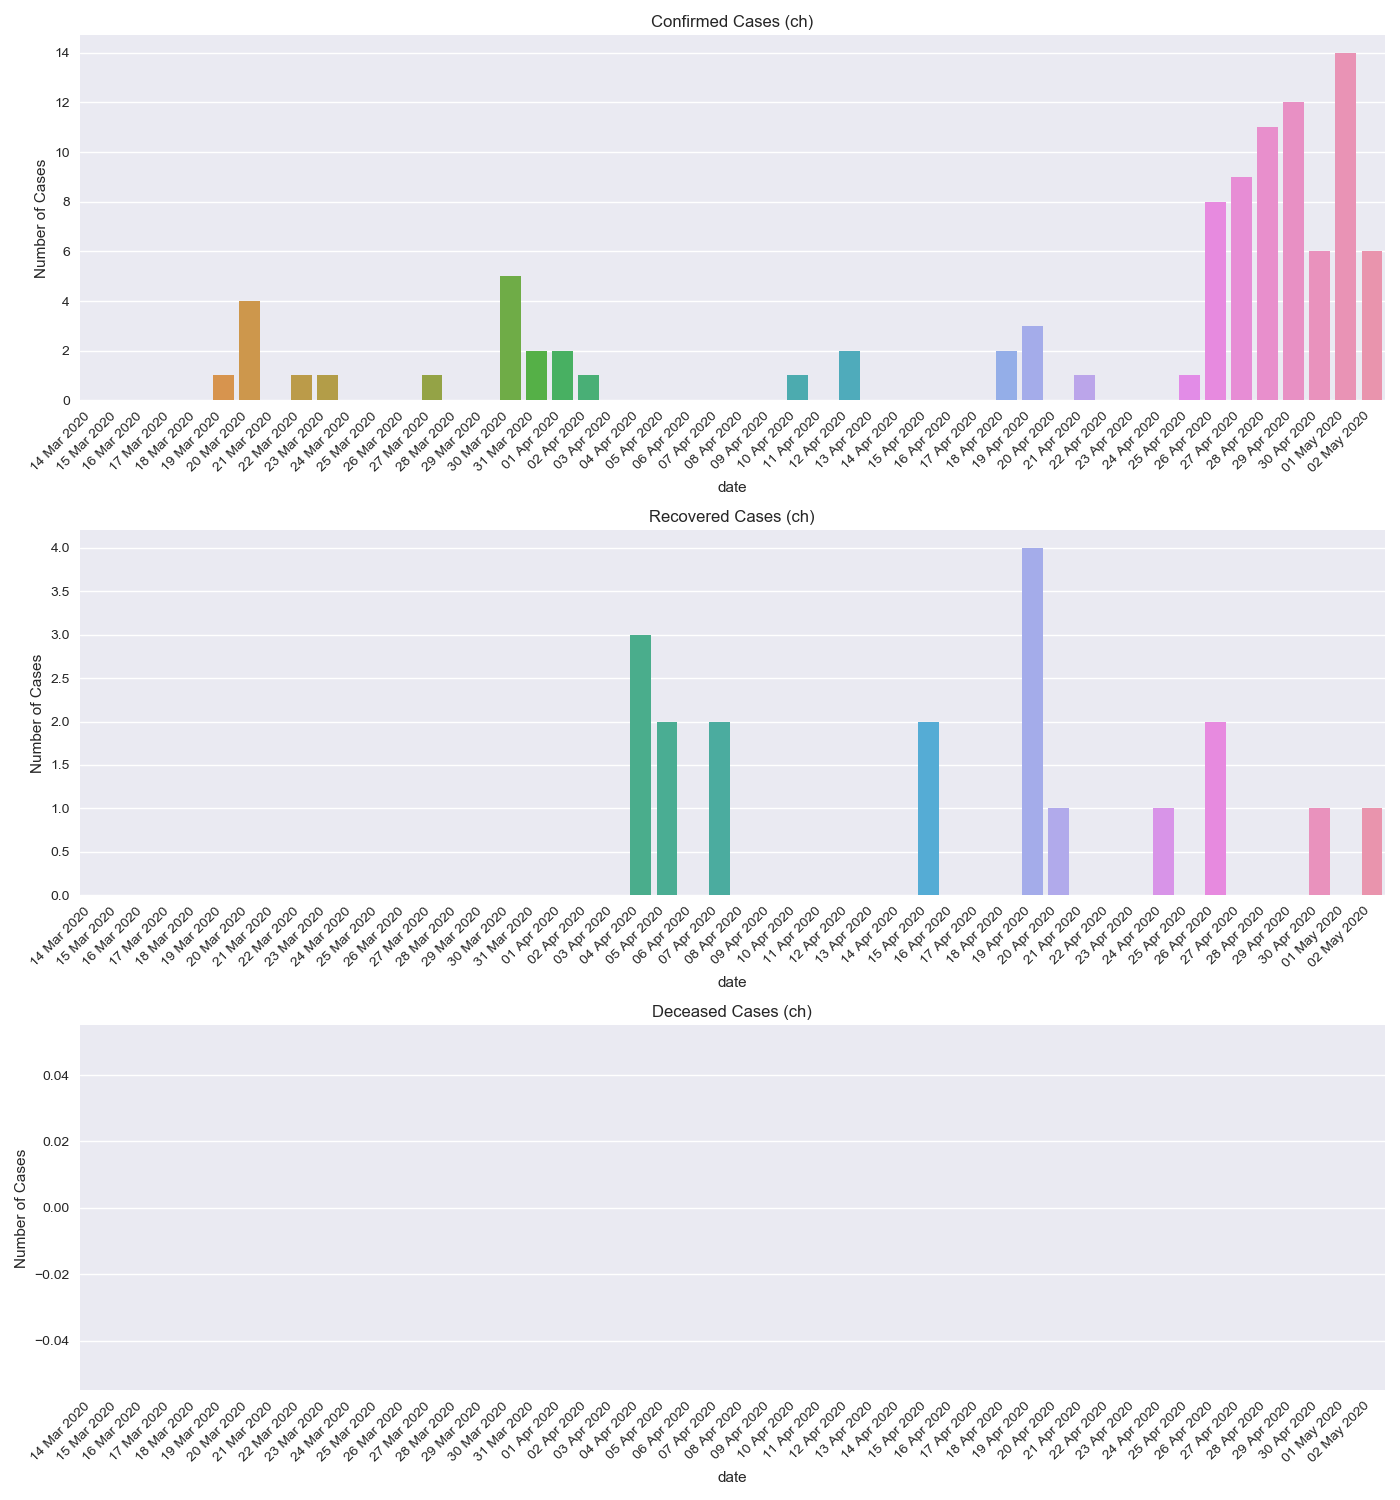 Confirmed Cases (ch)
14
12
10
8
6
4
2
0
Number of Cases
14 Mar 2020
15 Mar 2020
16 Mar 2020
17 Mar 2020
18 Mar 2020
19 Mar 2020
20 Mar 2020
21 Mar 2020
22 Mar 2020
23 Mar 2020
24 Mar 2020
25 Mar 2020
26 Mar 2020
27 Mar 2020
28 Mar 2020
29 Mar 2020
30 Mar 2020
31 Mar 2020
01 Apr 2020
02 Apr 2020
03 Apr 2020
04 Apr 2020
05 Apr 2020
06 Apr 2020
07 Apr 2020
08 Apr 2020
09 Apr 2020
10 Apr 2020
11 Apr 2020
12 Apr 2020
13 Apr 2020
14 Apr 2020
15 Apr 2020
16 Apr 2020
17 Apr 2020
18 Apr 2020
19 Apr 2020
20 Apr 2020
21 Apr 2020
22 Apr 2020
23 Apr 2020
24 Apr 2020
25 Apr 2020
26 Apr 2020
27 Apr 2020
28 Apr 2020
29 Apr 2020
30 Apr 2020
01 May 2020
02 May 2020
date
Recovered Cases (ch)
4.0
3.5
3.0
2.5
2.0
1.5
1.0
0.5
0.0
Number of Cases
14 Mar 2020
15 Mar 2020
16 Mar 2020
17 Mar 2020
18 Mar 2020
19 Mar 2020
20 Mar 2020
21 Mar 2020
22 Mar 2020
23 Mar 2020
24 Mar 2020
25 Mar 2020
26 Mar 2020
27 Mar 2020
28 Mar 2020
29 Mar 2020
30 Mar 2020
31 Mar 2020
01 Apr 2020
02 Apr 2020
03 Apr 2020
04 Apr 2020
05 Apr 2020
06 Apr 2020
07 Apr 2020
08 Apr 2020
09 Apr 2020
10 Apr 2020
11 Apr 2020
12 Apr 2020
13 Apr 2020
14 Apr 2020
15 Apr 2020
16 Apr 2020
17 Apr 2020
18 Apr 2020
19 Apr 2020
20 Apr 2020
21 Apr 2020
22 Apr 2020
23 Apr 2020
24 Apr 2020
25 Apr 2020
26 Apr 2020
27 Apr 2020
28 Apr 2020
29 Apr 2020
30 Apr 2020
01 May 2020
02 May 2020
date
Deceased Cases (ch)
0.04
0.02
0.00
−0.02
−0.04
Number of Cases
14 Mar 2020
15 Mar 2020
16 Mar 2020
17 Mar 2020
18 Mar 2020
19 Mar 2020
20 Mar 2020
21 Mar 2020
22 Mar 2020
23 Mar 2020
24 Mar 2020
25 Mar 2020
26 Mar 2020
27 Mar 2020
28 Mar 2020
29 Mar 2020
30 Mar 2020
31 Mar 2020
01 Apr 2020
02 Apr 2020
03 Apr 2020
04 Apr 2020
05 Apr 2020
06 Apr 2020
07 Apr 2020
08 Apr 2020
09 Apr 2020
10 Apr 2020
11 Apr 2020
12 Apr 2020
13 Apr 2020
14 Apr 2020
15 Apr 2020
16 Apr 2020
17 Apr 2020
18 Apr 2020
19 Apr 2020
20 Apr 2020
21 Apr 2020
22 Apr 2020
23 Apr 2020
24 Apr 2020
25 Apr 2020
26 Apr 2020
27 Apr 2020
28 Apr 2020
29 Apr 2020
30 Apr 2020
01 May 2020
02 May 2020
date